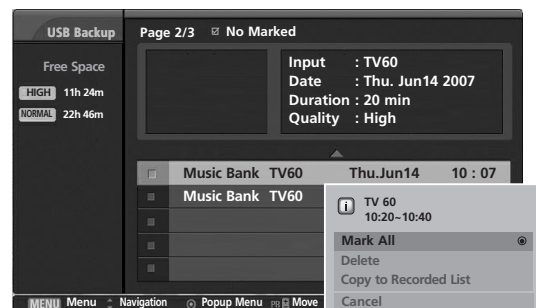 USB Backup
Page 2/3 No Marked
Free Space
HIGH 11h 24m
NORMAL 22h 46m
Input : TV60
Date : Thu. Jun14 2007
Duration : 20 min
Quality : High
Music Bank TV60 Thu.Jun14 10 : 07
Music Bank TV60
i TV 60
10:20~10:40
Mark All
Delete
Copy to Recorded List
Cancel
MENU Menu Navigation Popup Menu PR Move